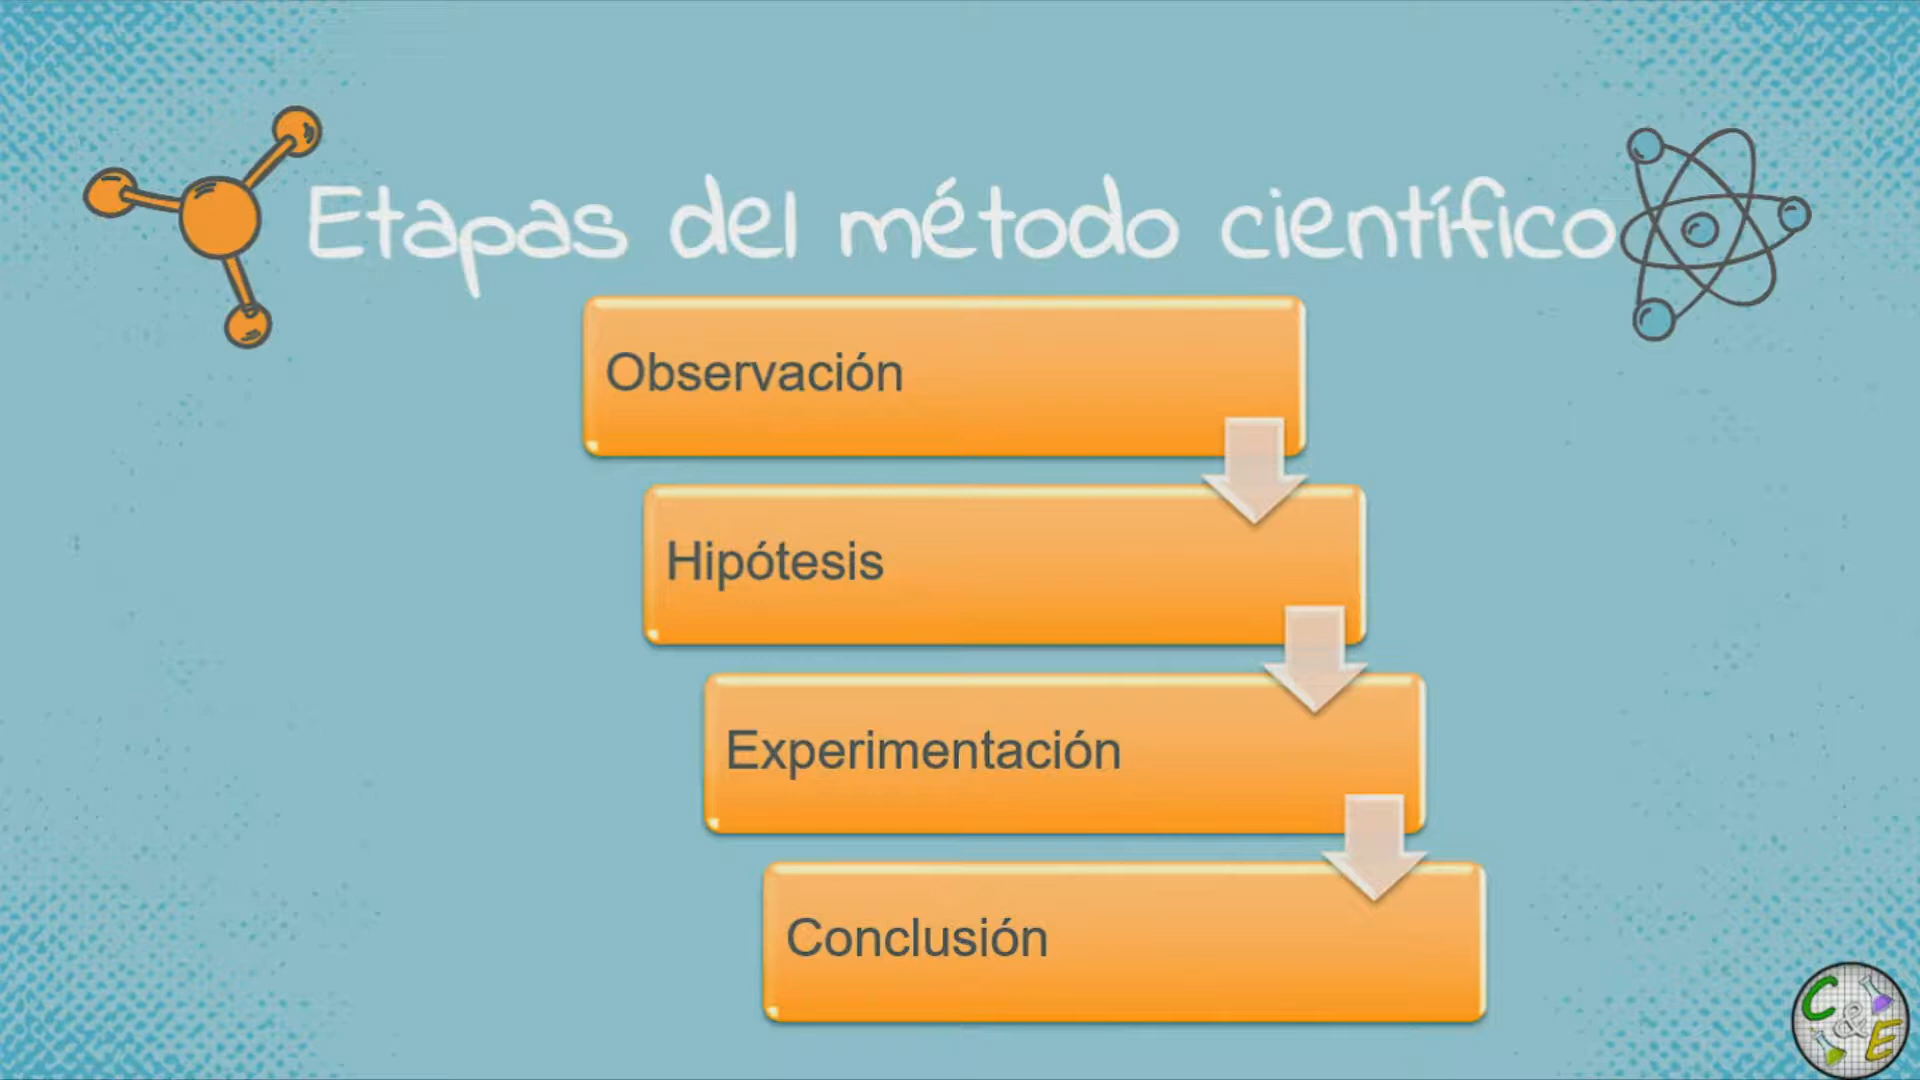 Etapas del método científico
Observación
Hipótesis
Experimentación
Conclusión
C&E